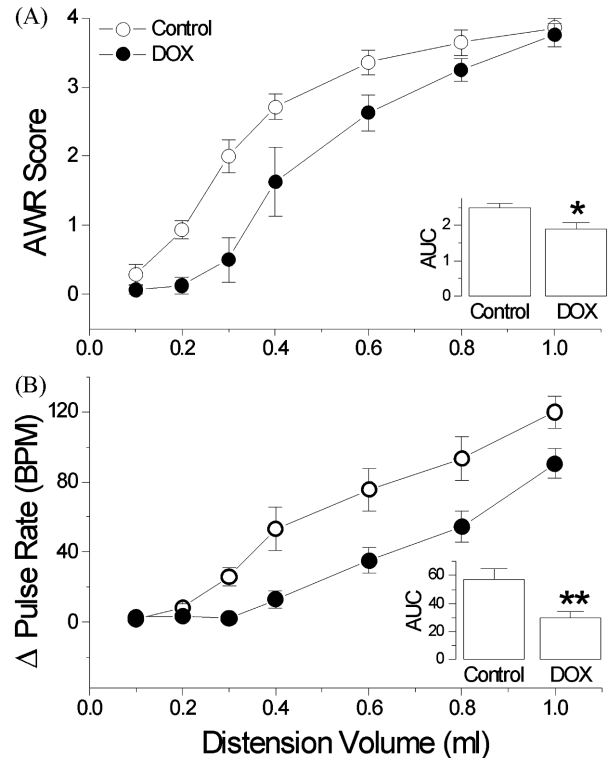 (A)
Control
DOX
AWR Score
4
3
2
1
0
0.0 0.2 0.4 0.6 0.8 1.0
AUC
2
1
0
*
Control DOX
(B)
Δ Pulse Rate (BPM)
120
80
40
0
0.0 0.2 0.4 0.6 0.8 1.0
AUC
60
40
20
0
**
Control DOX
Distension Volume (ml)